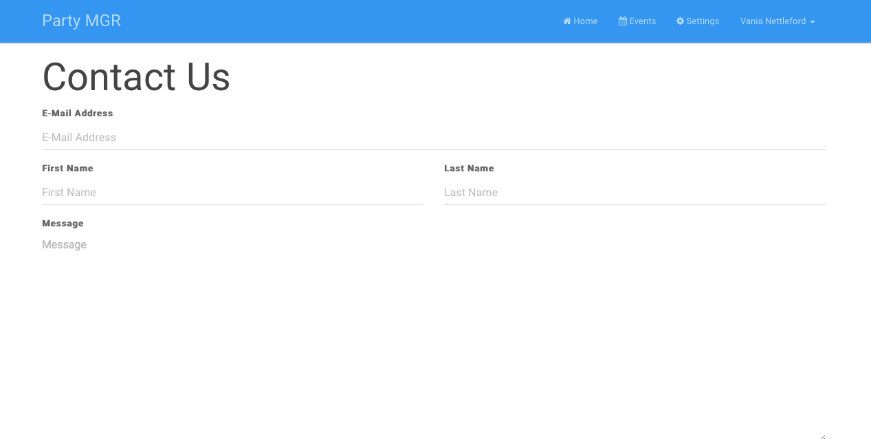 Party MGR Home Events Settings Vania Nettleford
Contact Us
E-Mail Address
E-Mail Address
First Name Last Name
First Name Last Name
Message
Message